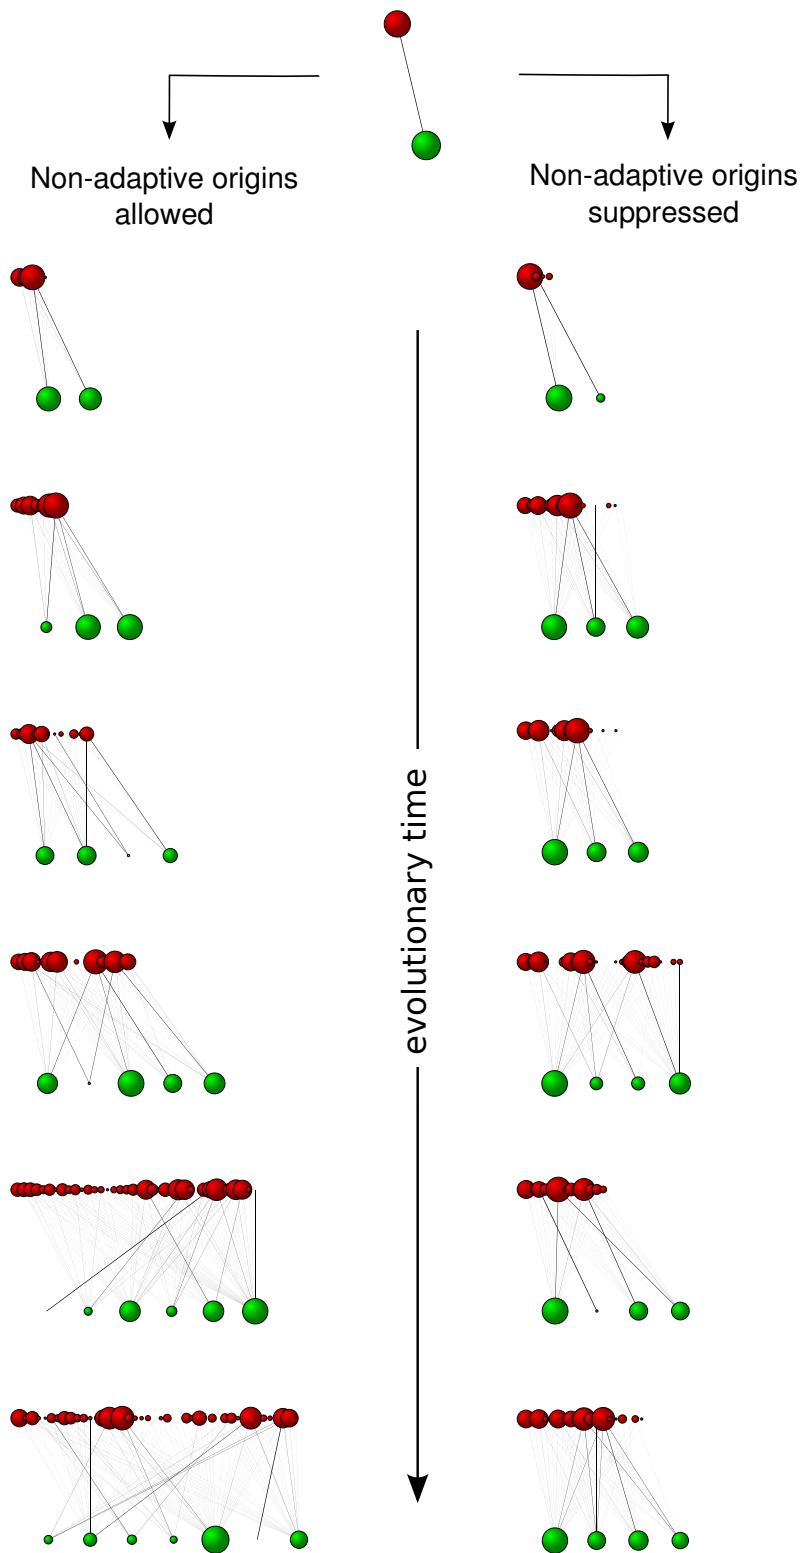 Non-adaptive origins
allowed
Non-adaptive origins
suppressed
evolutionary time